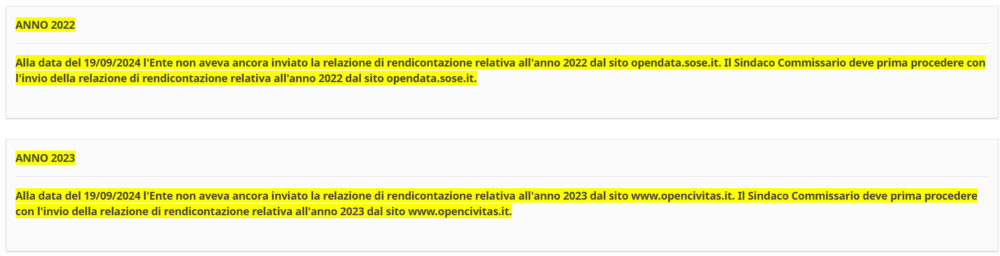 ANNO 2022
Alla data del 19/09/2024 l'Ente non aveva ancora inviato la relazione di rendicontazione relativa all'anno 2022 dal sito opendata.sose.it. Il Sindaco Commissario deve prima procedere con
l'invio della relazione di rendicontazione relativa all'anno 2022 dal sito opendata.sose.it.
ANNO 2023
Alla data del 19/09/2024 l'Ente non aveva ancora inviato la relazione di rendicontazione relativa all'anno 2023 dal sito www.opencivitas.it. Il Sindaco Commissario deve prima procedere
con l'invio della relazione di rendicontazione relativa all'anno 2023 dal sito www.opencivitas.it.